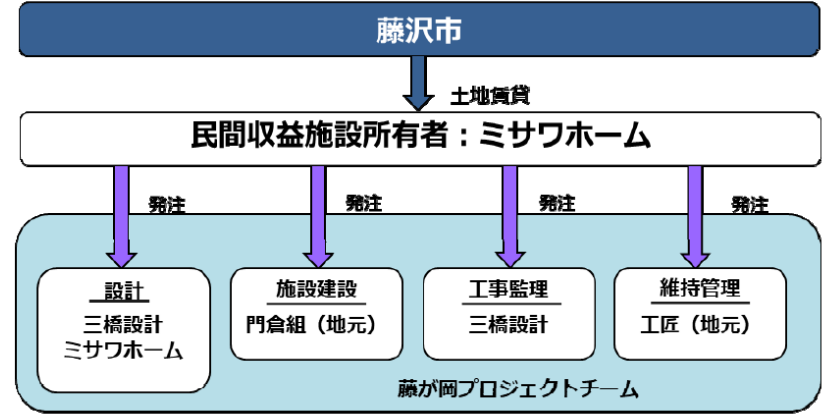 藤沢市
土地賃貸
民間収益施設所有者：ミサワホーム
発注
発注
発注
発注
設計
三橋設計
ミサワホーム
施設建設
門倉組（地元）
工事監理
三橋設計
維持管理
工匠（地元）
藤が岡プロジェクトチーム